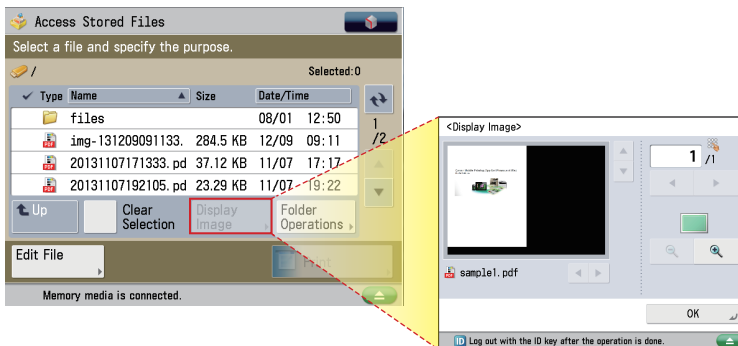 Access Stored Files
Select a file and specify the purpose.
/ Selected:0
Type Name Size Date/Time
files 08/01 12:50
img-131209091133. 284.5 KB 12/09 09:11
20131107171333.pd 37.12 KB 11/07 17:17
20131107192105.pd 23.29 KB 11/07 19:22
1
/2
Up
Clear
Selection
Display
Image
Folder
Operations
Edit File
Print
Memory media is connected.
<Display Image>
1 /1
sample1.pdf
OK
ID Log out with the ID key after the operation is done.